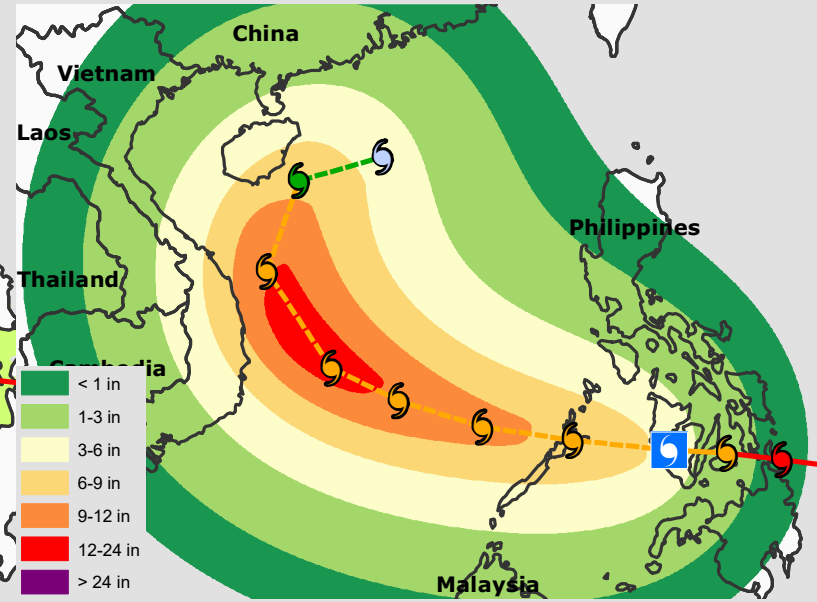 China
Vietnam
Laos
Philippines
Thailand
Cambodia
< 1 in
1-3 in
3-6 in
6-9 in
9-12 in
12-24 in
> 24 in
Malaysia